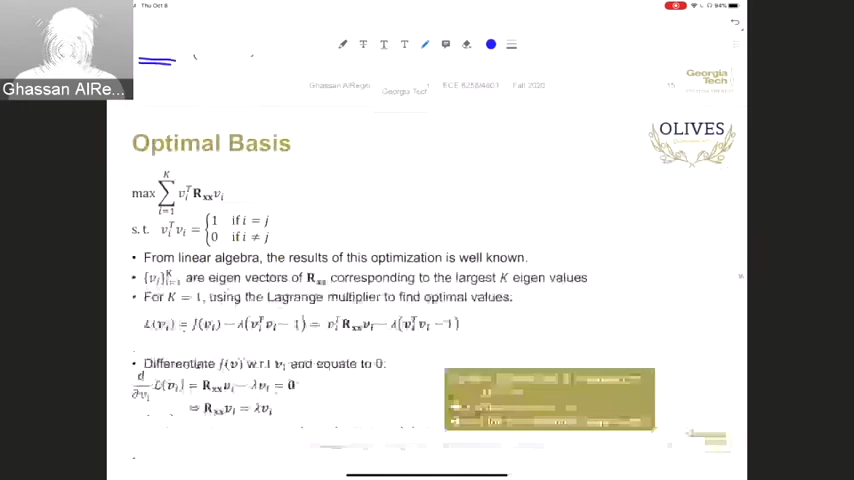 Thu Oct 8
94%
Ghassan AlRe...
Georgia Tech
ECE 6258/4601 Fall 2020
15
Georgia
Tech
OLIVES
Optimal Basis
max ∑_{i=1}^{K} v_i^T R_xx v_i
s.t. v_i^T v_i = { 1 if i = j
0 if i ≠ j
• From linear algebra, the results of this optimization is well known.
• {v_i}_{i=1}^{K} are eigen vectors of R_xx corresponding to the largest K eigen values
• For K = 1, using the Lagrange multiplier to find optimal values.
ℒ(v_i) = J(v_i) − λ(v_i^T v_i − 1) = v_i^T R_xx v_i − λ(v_i^T v_i − 1)
• Differentiate J(v) w.r.t v_i and equate to 0:
d/∂v_i ℒ(v_i) = R_xx v_i − λv_i = 0
⇒ R_xx v_i = λv_i